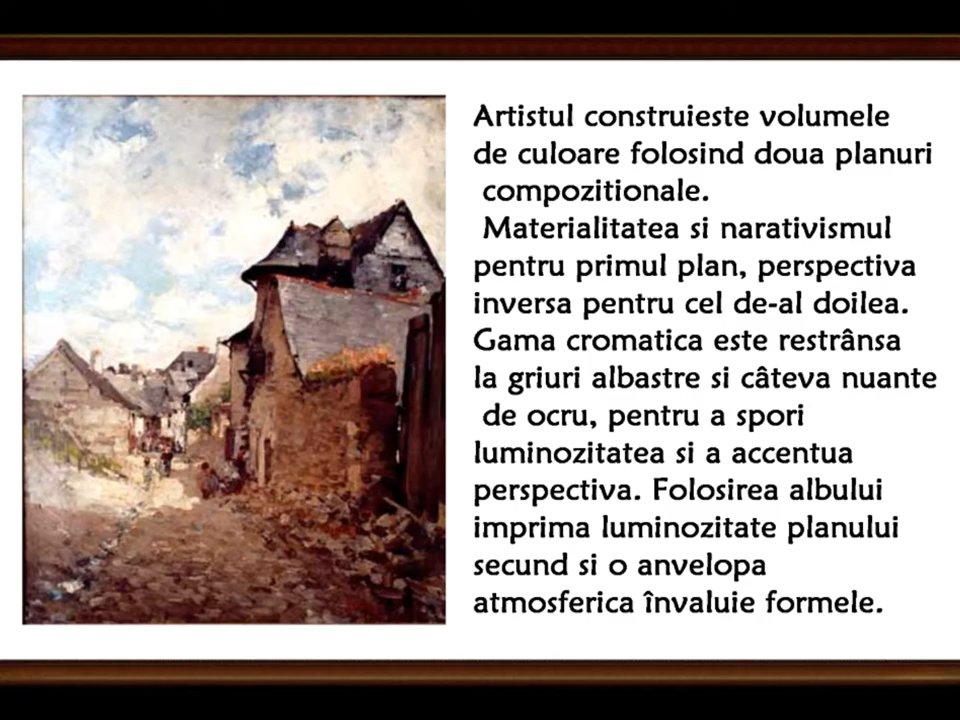 Artistul construieste volumele
de culoare folosind doua planuri
compozitionale.
Materialitatea si narativismul
pentru primul plan, perspectiva
inversa pentru cel de-al doilea.
Gama cromatica este restrânsa
la griuri albastre si câteva nuante
de ocru, pentru a spori
luminozitatea si a accentua
perspectiva. Folosirea albului
imprima luminozitate planului
secund si o anvelopa
atmosferica învaluie formele.